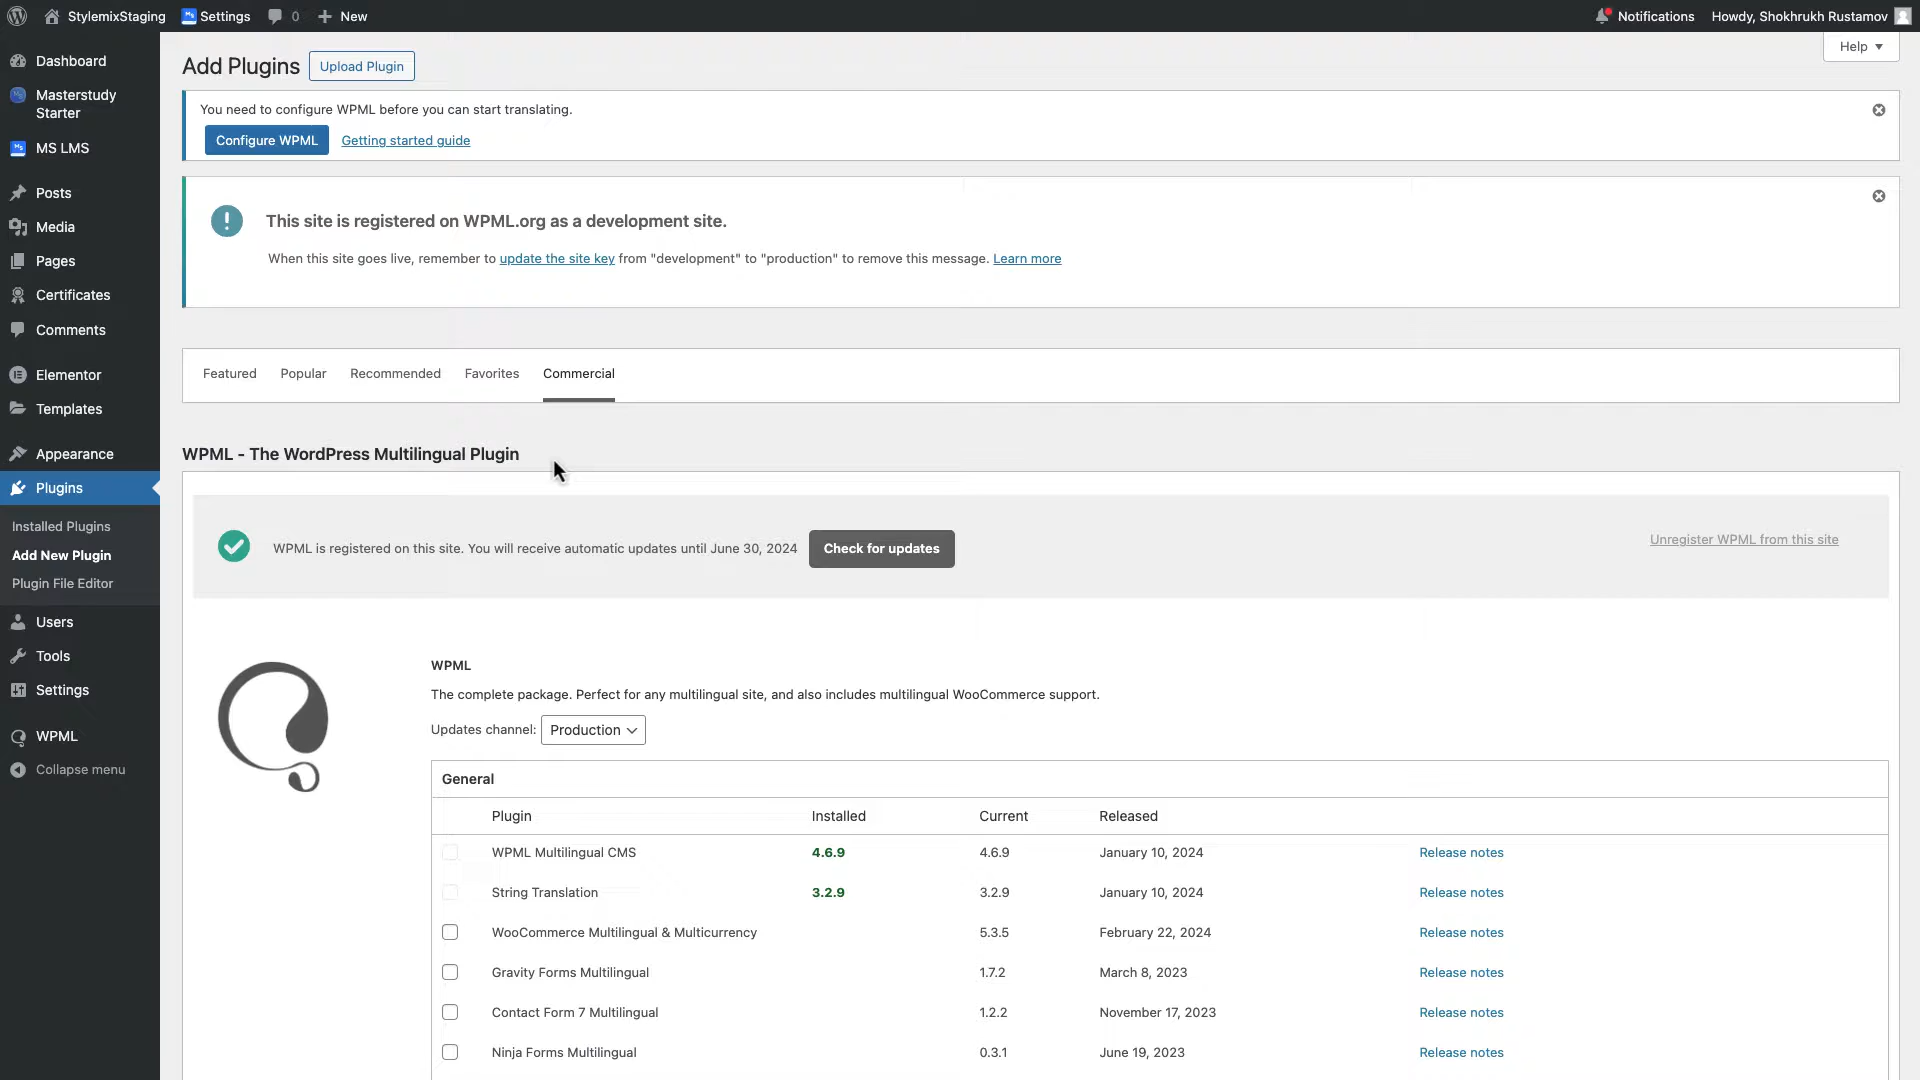 StylemixStaging
Settings
0
New
Notifications
Howdy, Shokhrukh Rustamov
Dashboard
Masterstudy
Starter
MS LMS
Posts
Media
Pages
Certificates
Comments
Elementor
Templates
Appearance
Plugins
Installed Plugins
Add New Plugin
Plugin File Editor
Users
Tools
Settings
WPML
Collapse menu
Help
Add Plugins
Upload Plugin
You need to configure WPML before you can start translating.
Configure WPML
Getting started guide
This site is registered on WPML.org as a development site.
When this site goes live, remember to update the site key from "development" to "production" to remove this message. Learn more
Featured
Popular
Recommended
Favorites
Commercial
WPML - The WordPress Multilingual Plugin
WPML is registered on this site. You will receive automatic updates until June 30, 2024
Check for updates
Unregister WPML from this site
WPML
The complete package. Perfect for any multilingual site, and also includes multilingual WooCommerce support.
Updates channel: Production
General
Plugin Installed Current Released
WPML Multilingual CMS 4.6.9 4.6.9 January 10, 2024 Release notes
String Translation 3.2.9 3.2.9 January 10, 2024 Release notes
WooCommerce Multilingual & Multicurrency 5.3.5 February 22, 2024 Release notes
Gravity Forms Multilingual 1.7.2 March 8, 2023 Release notes
Contact Form 7 Multilingual 1.2.2 November 17, 2023 Release notes
Ninja Forms Multilingual 0.3.1 June 19, 2023 Release notes